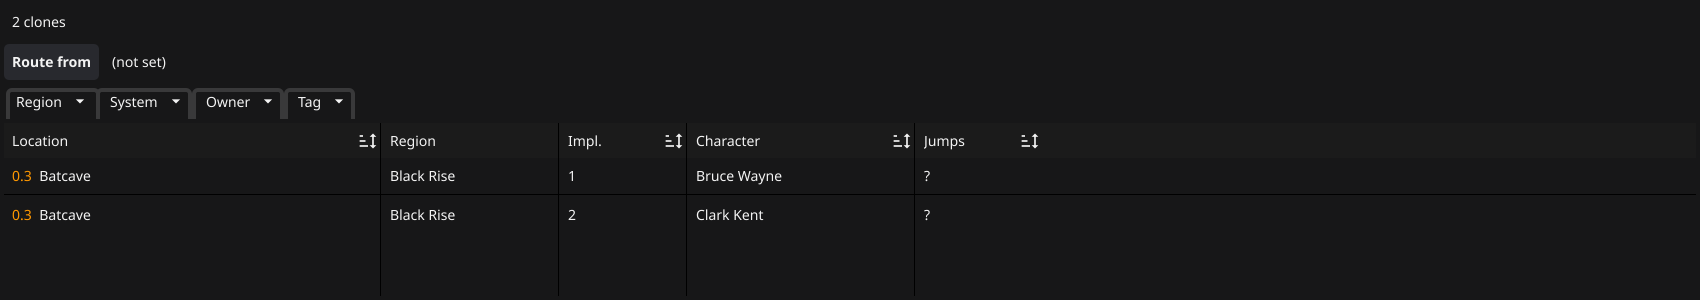 2 clones
Route from (not set)
Region System Owner Tag
Location Region Impl. Character Jumps
0.3 Batcave Black Rise 1 Bruce Wayne ?
0.3 Batcave Black Rise 2 Clark Kent ?